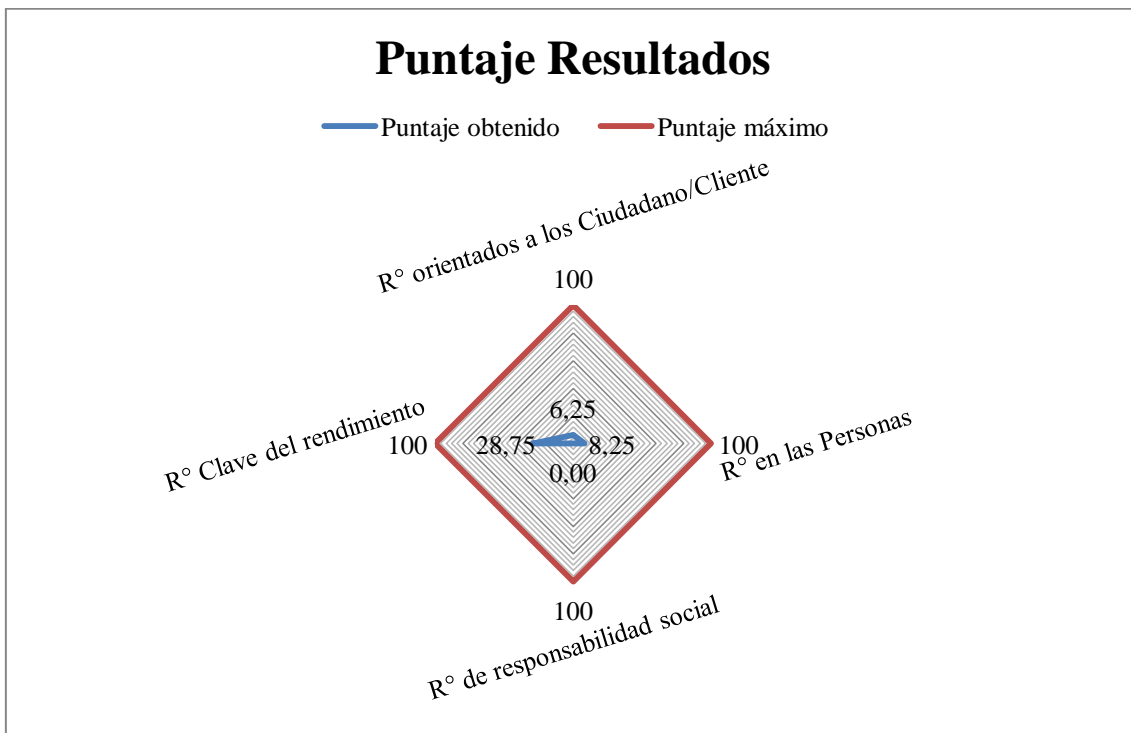 Puntaje Resultados
Puntaje obtenido
Puntaje máximo
R° orientados a los Ciudadano/Cliente
100
6,25
R° Clave del rendimiento
100
28,75
8,25
100
R° en las Personas
0,00
100
R° de responsabilidad social